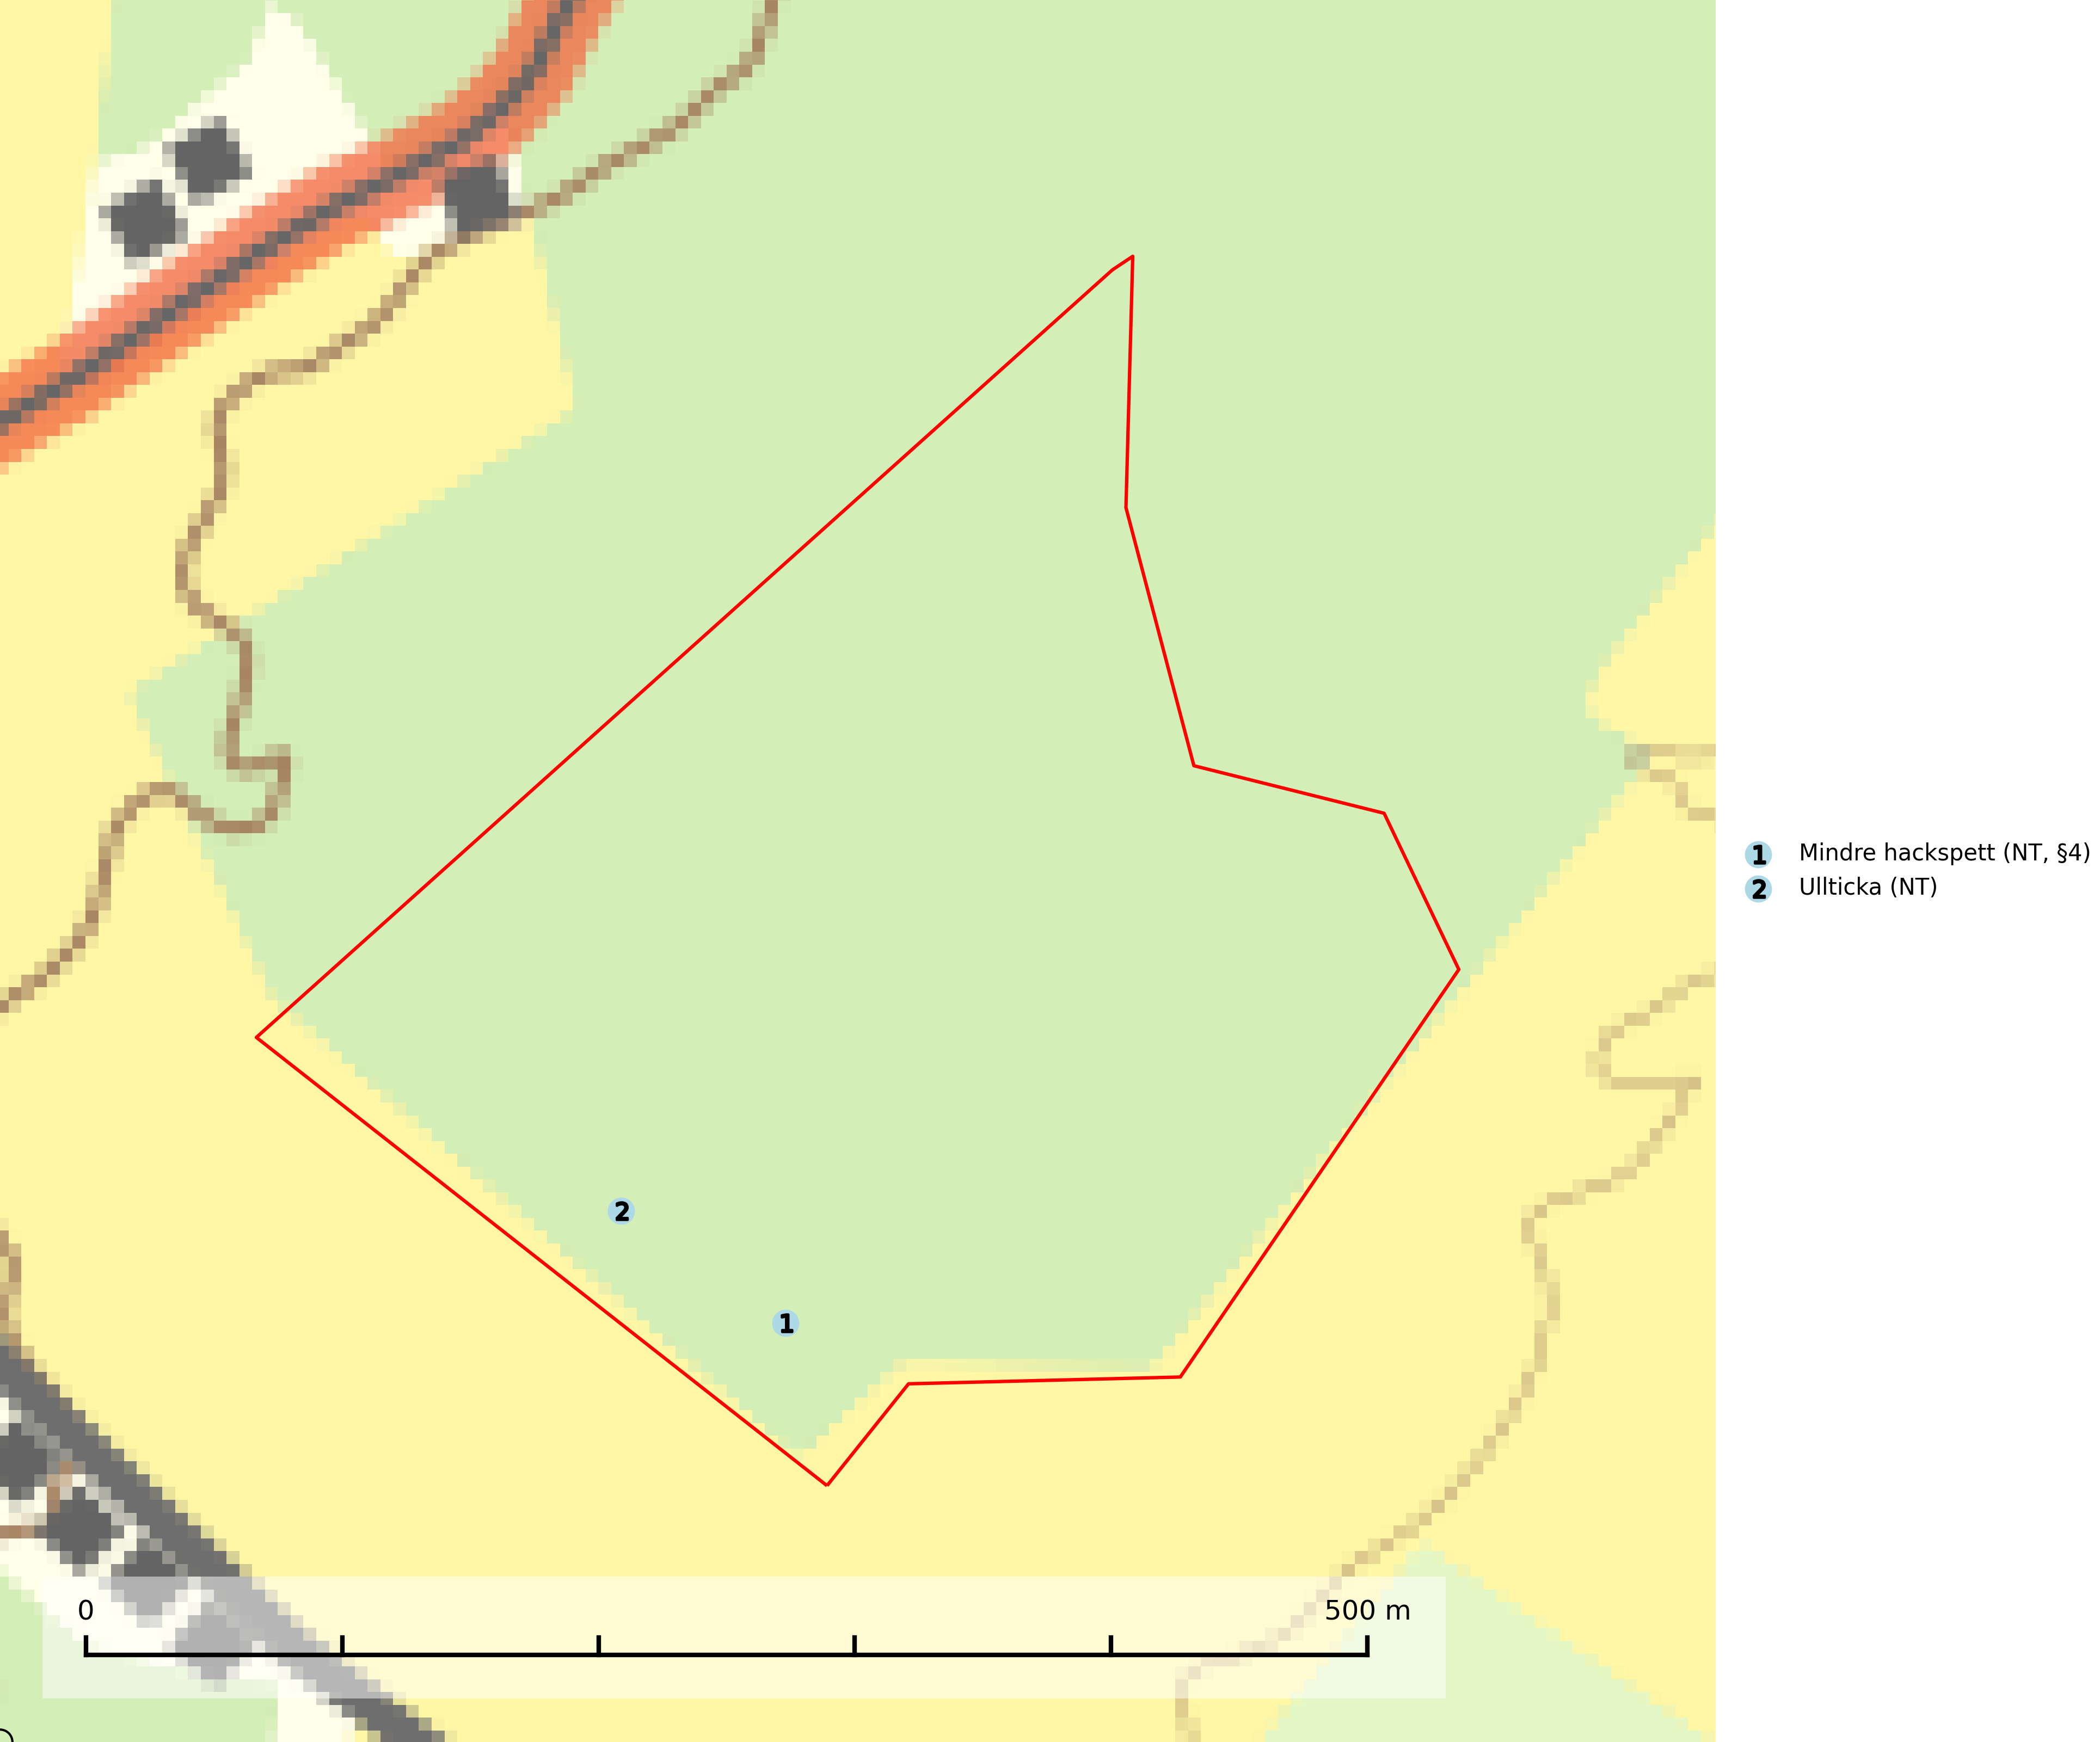 1 Mindre hackspett (NT, §4)
2 Ullticka (NT)
2
1
0 500 m